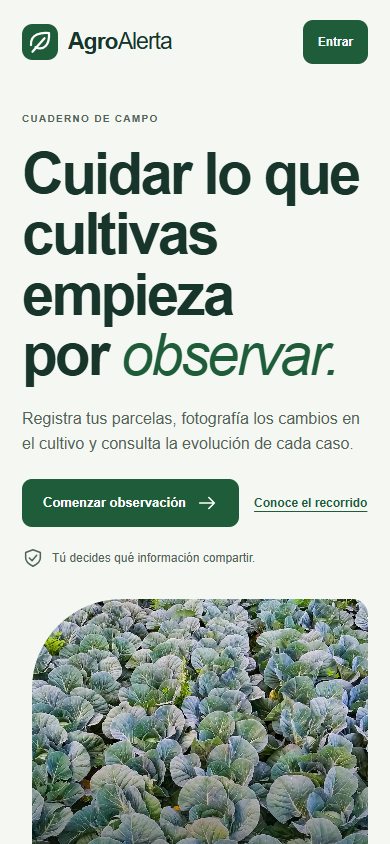 AgroAlerta
Entrar
CUADERNO DE CAMPO
Cuidar lo que
cultivas
empieza
por observar.
Registra tus parcelas, fotografía los cambios en
el cultivo y consulta la evolución de cada caso.
Comenzar observación
Conoce el recorrido
Tú decides qué información compartir.